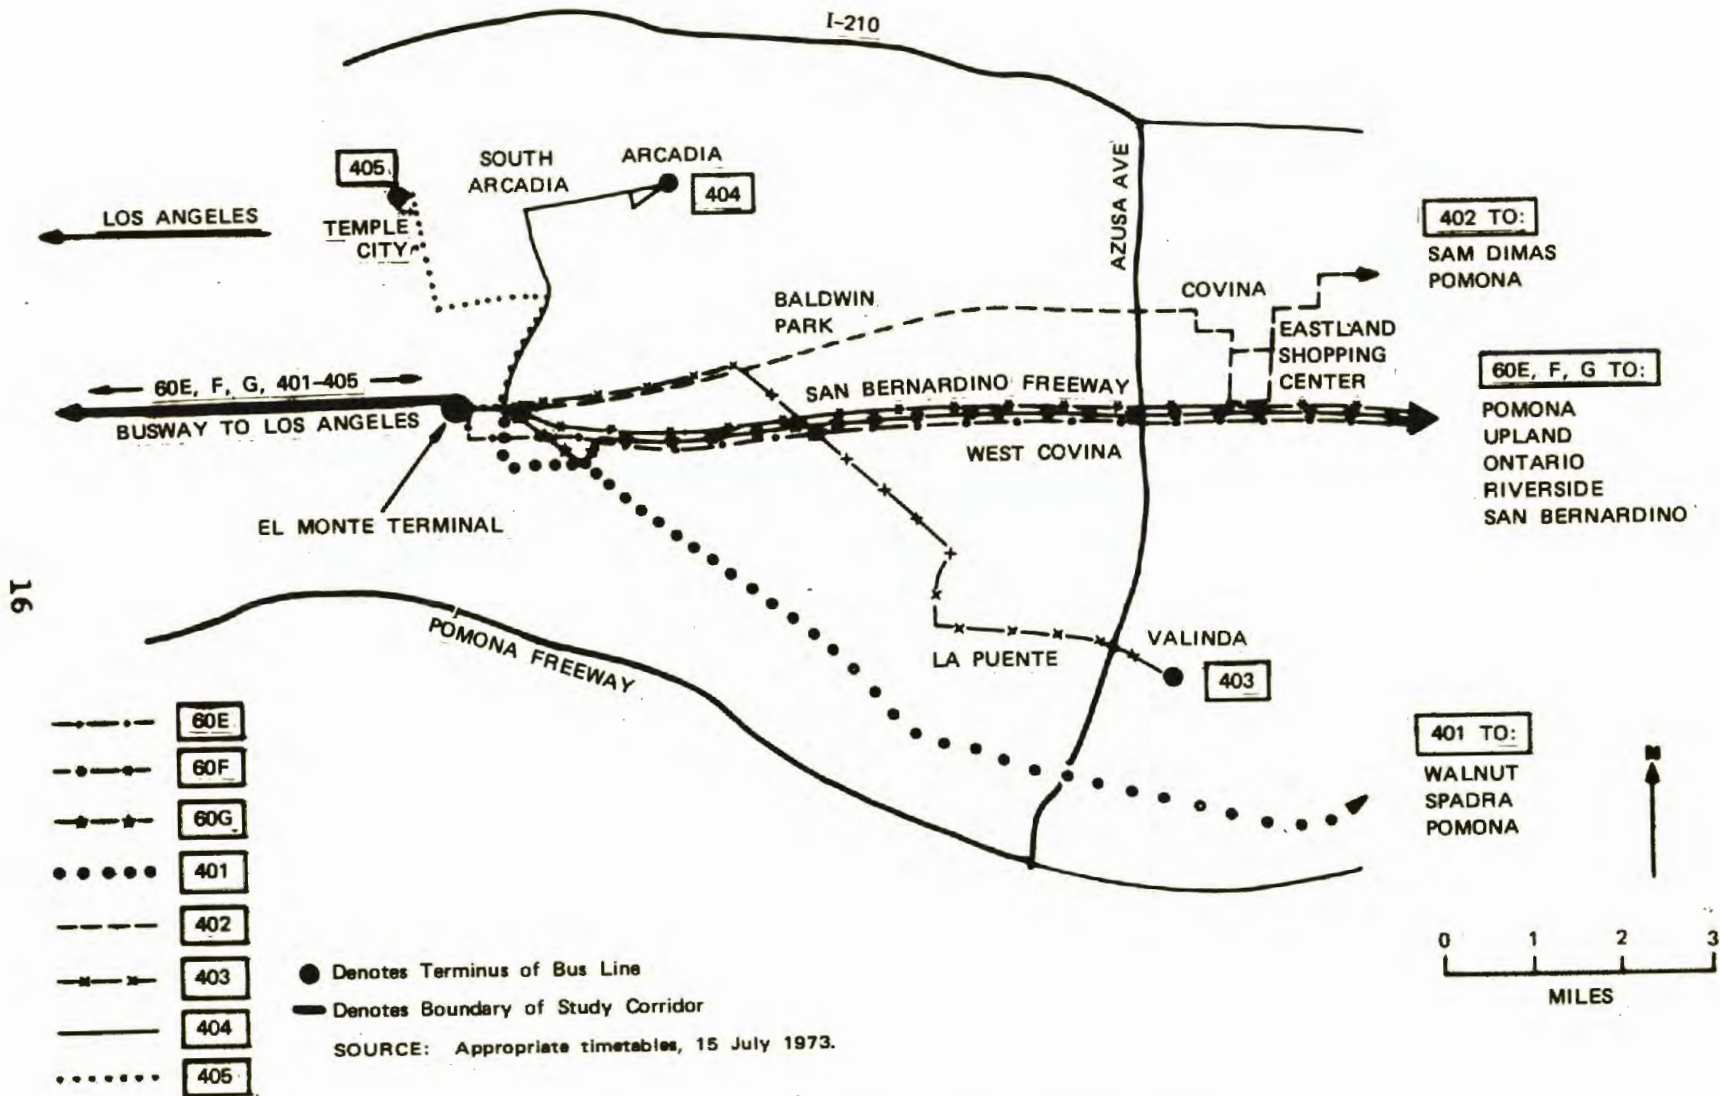 I-210
405
SOUTH
ARCADIA
ARCADIA
404
AZUSA AVE
LOS ANGELES
TEMPLE
CITY
402 TO:
SAM DIMAS
POMONA
BALDWIN
PARK
COVINA
EASTLAND
SHOPPING
CENTER
60E, F, G, 401-405
BUSWAY TO LOS ANGELES
SAN BERNARDINO FREEWAY
WEST COVINA
60E, F, G TO:
POMONA
UPLAND
ONTARIO
RIVERSIDE
SAN BERNARDINO
EL MONTE TERMINAL
16
POMONA FREEWAY
LA PUENTE
VALINDA
403
401 TO:
WALNUT
SPADRA
POMONA
N
60E
60F
60G
401
402
403
404
405
Denotes Terminus of Bus Line
Denotes Boundary of Study Corridor
SOURCE: Appropriate timetables, 15 July 1973.
0 1 2 3
MILES